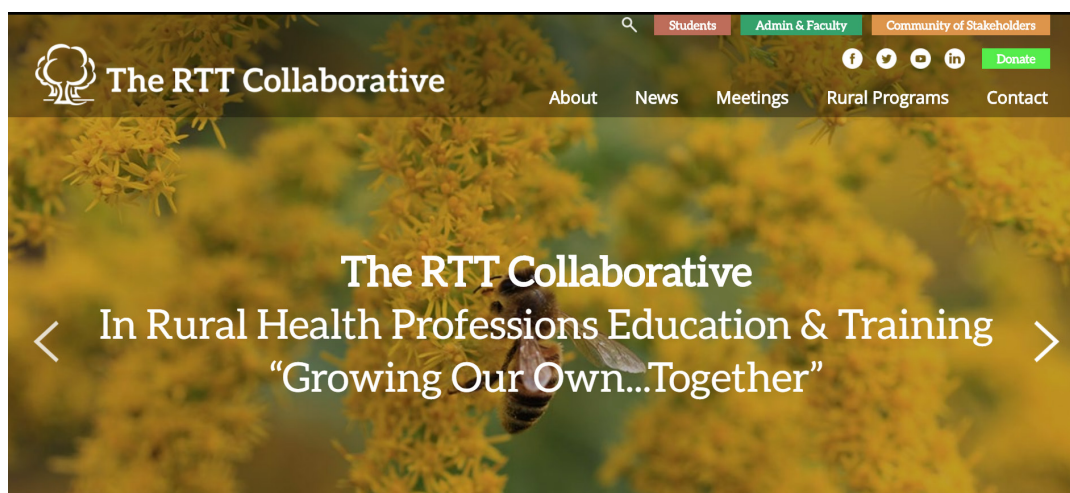 Students Admin & Faculty Community of Stakeholders
Donate
The RTT Collaborative
About News Meetings Rural Programs Contact
The RTT Collaborative
In Rural Health Professions Education & Training
“Growing Our Own...Together”